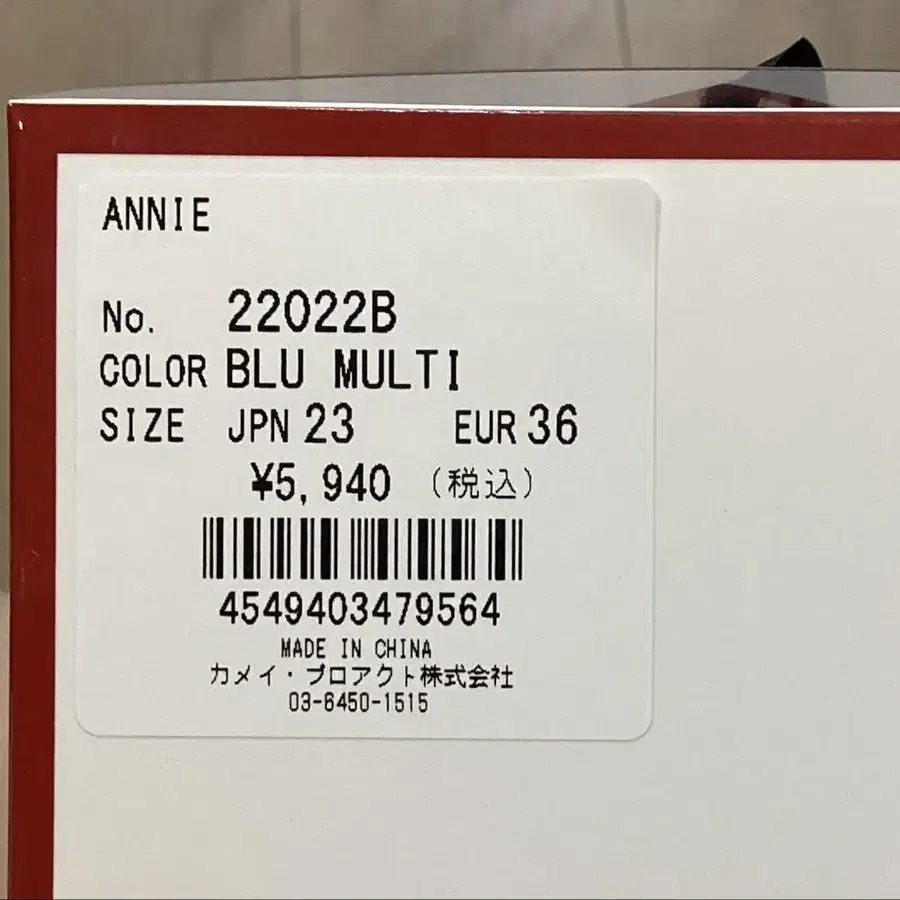 ANNIE
No. 22022B
COLOR BLU MULTI
SIZE JPN 23 EUR 36
¥5,940 (税込)
4549403479564
MADE IN CHINA
カメイ・プロアクト株式会社
03-6450-1515